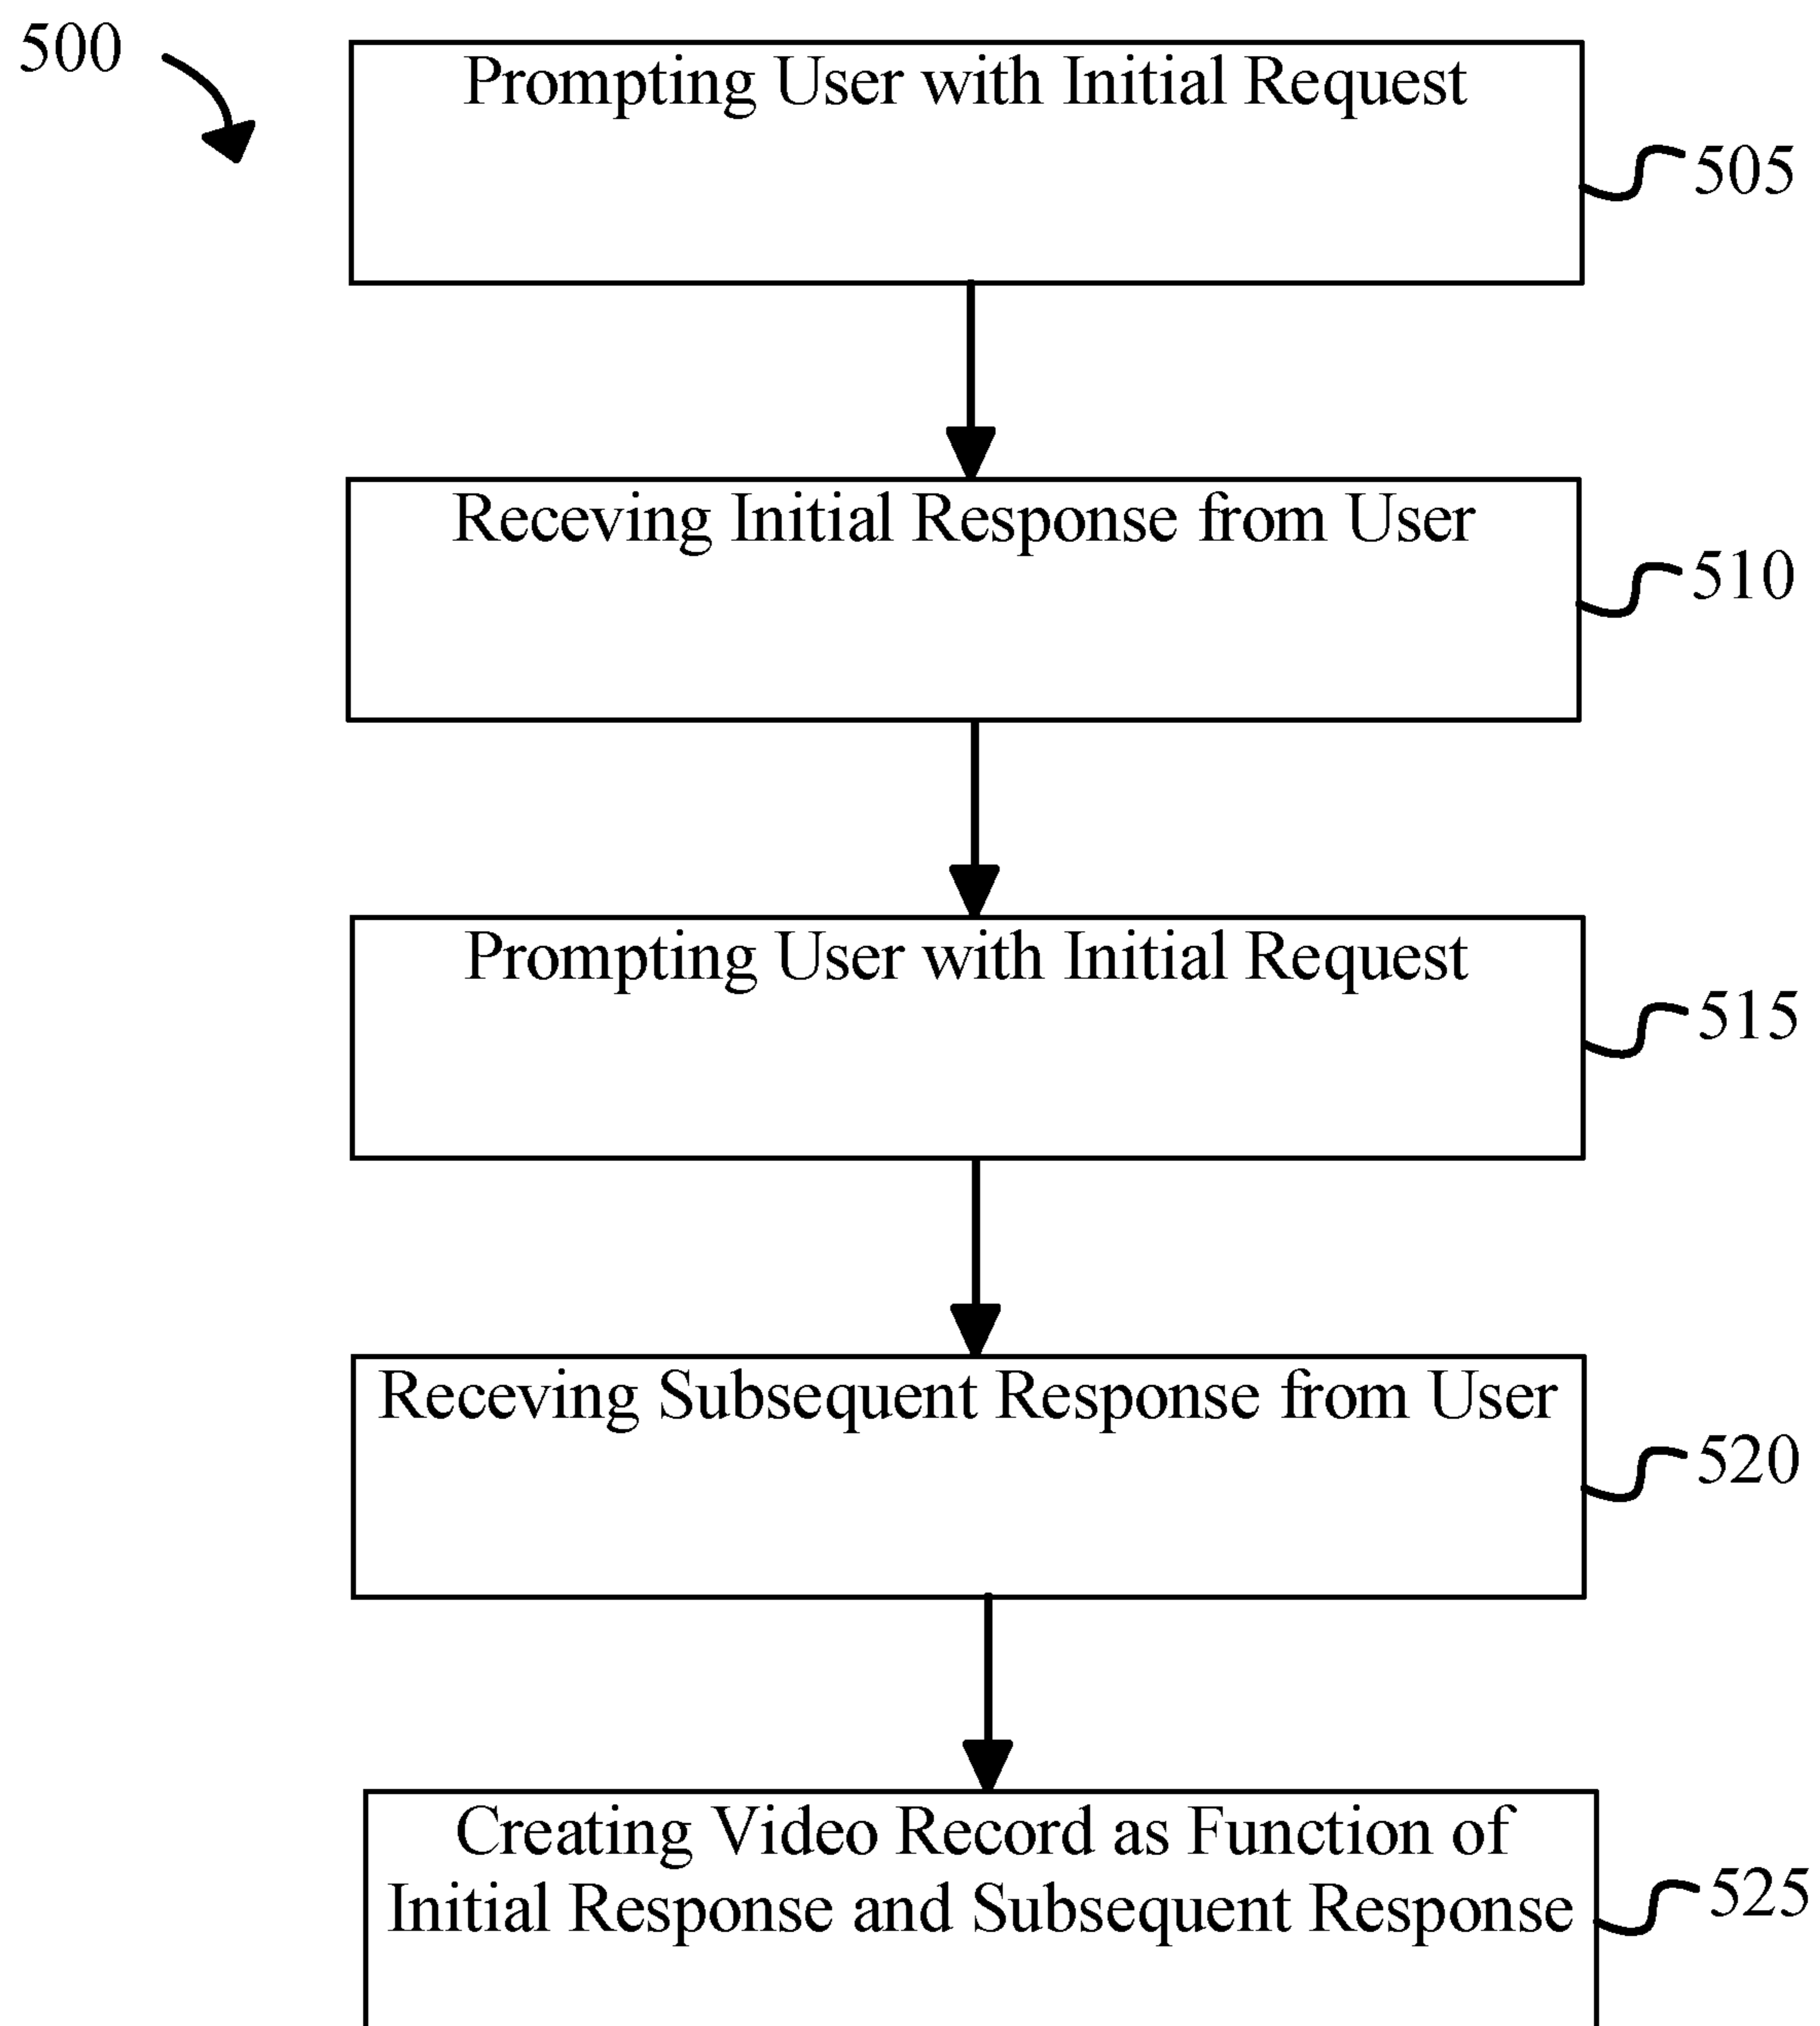 500
Prompting User with Initial Request
505
Receving Initial Response from User
510
Prompting User with Initial Request
515
Receving Subsequent Response from User
520
Creating Video Record as Function of
Initial Response and Subsequent Response
525